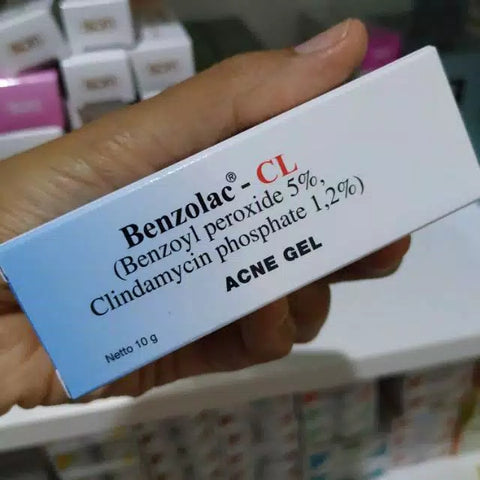 Benzolac® - CL
(Benzoyl peroxide 5%,
Clindamycin phosphate 1,2%)
ACNE GEL
Netto 10 g